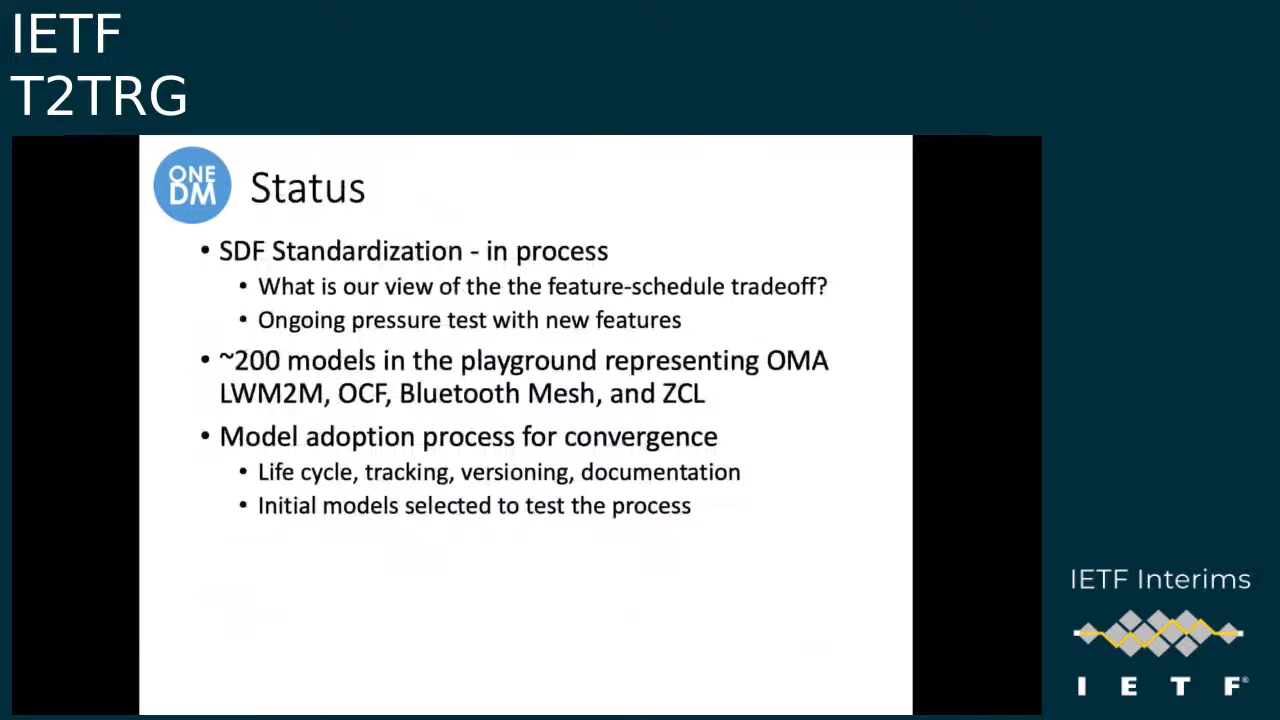 IETF
T2TRG
ONE
DM
Status
• SDF Standardization - in process
• What is our view of the the feature-schedule tradeoff?
• Ongoing pressure test with new features
• ~200 models in the playground representing OMA
LWM2M, OCF, Bluetooth Mesh, and ZCL
• Model adoption process for convergence
• Life cycle, tracking, versioning, documentation
• Initial models selected to test the process
IETF Interims
I E T F®